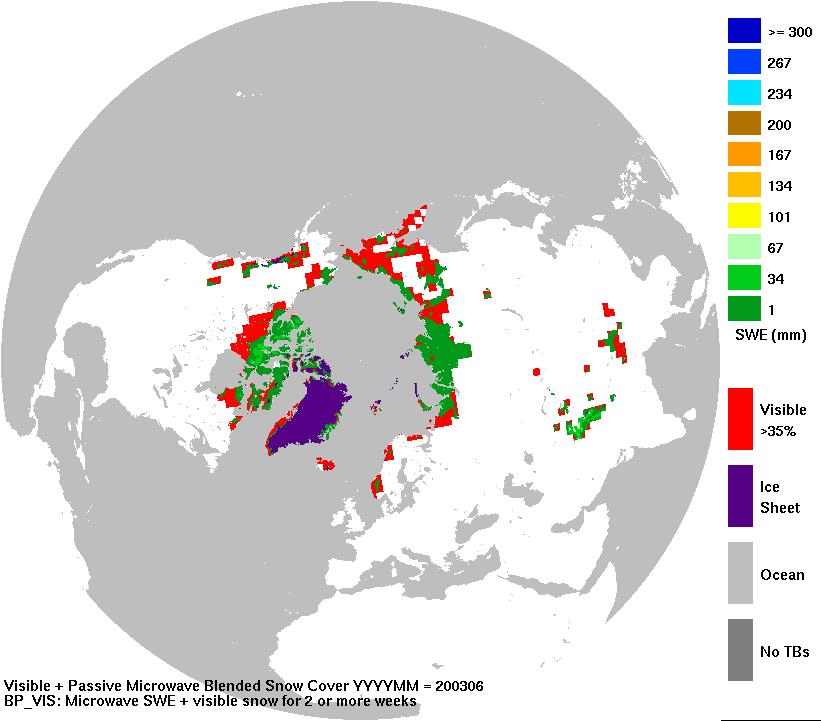 >= 300
267
234
200
167
134
101
67
34
1
SWE (mm)
Visible
>35%
Ice
Sheet
Ocean
No TBs
Visible + Passive Microwave Blended Snow Cover YYYYMM = 200306
BP_VIS: Microwave SWE + visible snow for 2 or more weeks